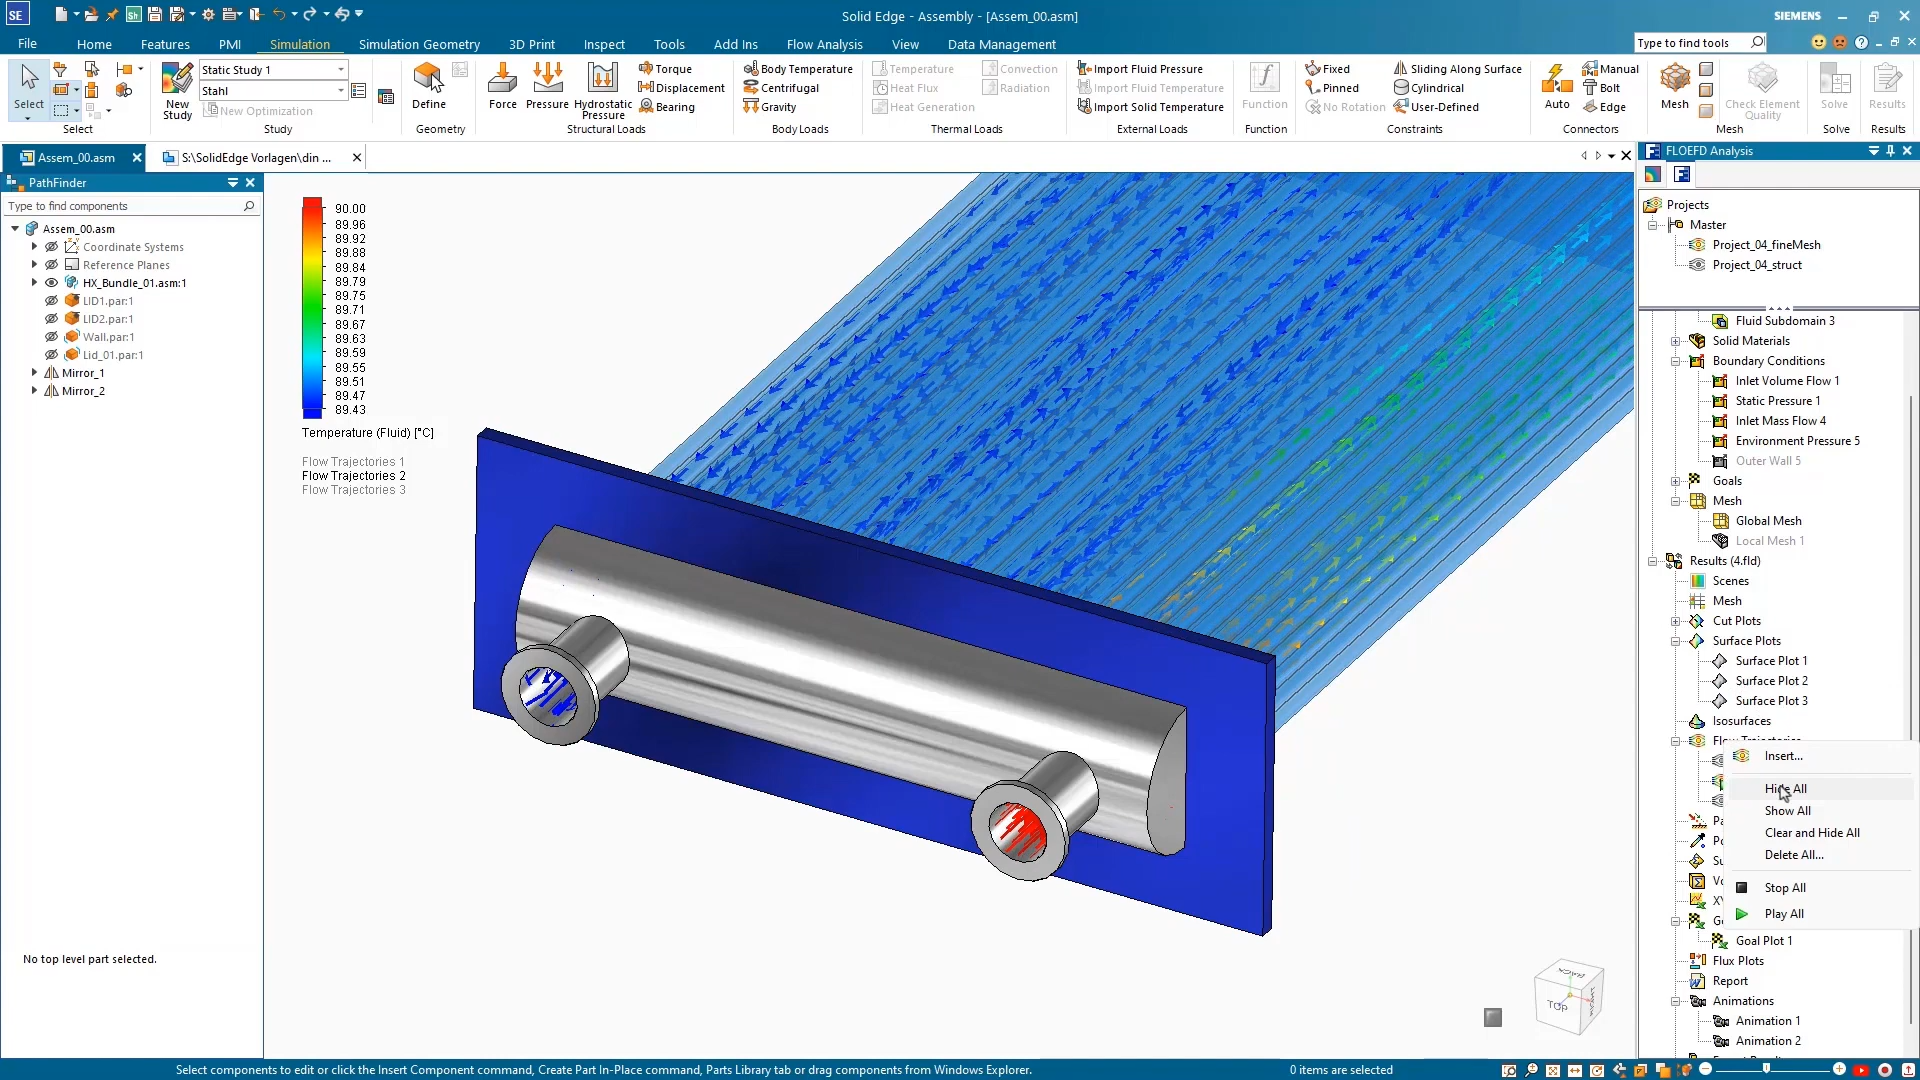 SE
Sh
Solid Edge - Assembly - [Assem_00.asm]
SIEMENS
File
Home
Features
PMI
Simulation
Simulation Geometry
3D Print
Inspect
Tools
Add Ins
Flow Analysis
View
Data Management
Type to find tools
Select
Select
New Study
Static Study 1
Stahl
New Optimization
Study
Define
Geometry
Force
Pressure
Hydrostatic Pressure
Torque
Displacement
Bearing
Structural Loads
Body Temperature
Centrifugal
Gravity
Body Loads
Temperature
Heat Flux
Heat Generation
Convection
Radiation
Thermal Loads
Import Fluid Pressure
Import Fluid Temperature
Import Solid Temperature
External Loads
Function
Function
Fixed
Pinned
No Rotation
Sliding Along Surface
Cylindrical
User-Defined
Constraints
Auto
Manual
Bolt
Edge
Connectors
Mesh
Check Element Quality
Mesh
Solve
Solve
Results
Results
Assem_00.asm
S:\SolidEdge Vorlagen\din ...
PathFinder
Type to find components
Assem_00.asm
Coordinate Systems
Reference Planes
HX_Bundle_01.asm:1
LID1.par:1
LID2.par:1
Wall.par:1
Lid_01.par:1
Mirror_1
Mirror_2
No top level part selected.
90.00
89.96
89.92
89.88
89.84
89.79
89.75
89.71
89.67
89.63
89.59
89.55
89.51
89.47
89.43
Temperature (Fluid) [°C]
Flow Trajectories 1
Flow Trajectories 2
Flow Trajectories 3
BACK
TOP
FLOEFD Analysis
Projects
Master
Project_04_fineMesh
Project_04_struct
Fluid Subdomain 3
Solid Materials
Boundary Conditions
Inlet Volume Flow 1
Static Pressure 1
Inlet Mass Flow 4
Environment Pressure 5
Outer Wall 5
Goals
Mesh
Global Mesh
Local Mesh 1
Results (4.fld)
Scenes
Mesh
Cut Plots
Surface Plots
Surface Plot 1
Surface Plot 2
Surface Plot 3
Isosurfaces
Flow Trajectories
Insert...
Hide All
Show All
Clear and Hide All
Delete All...
Stop All
Play All
Goal Plot 1
Flux Plots
Report
Animations
Animation 1
Animation 2
Select components to edit or click the Insert Component command, Create Part In-Place command, Parts Library tab or drag components from Windows Explorer.
0 items are selected